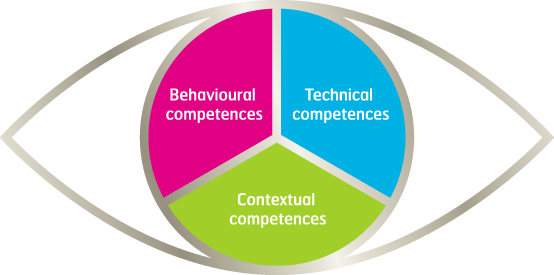 Behavioural
competences
Technical
competences
Contextual
competences